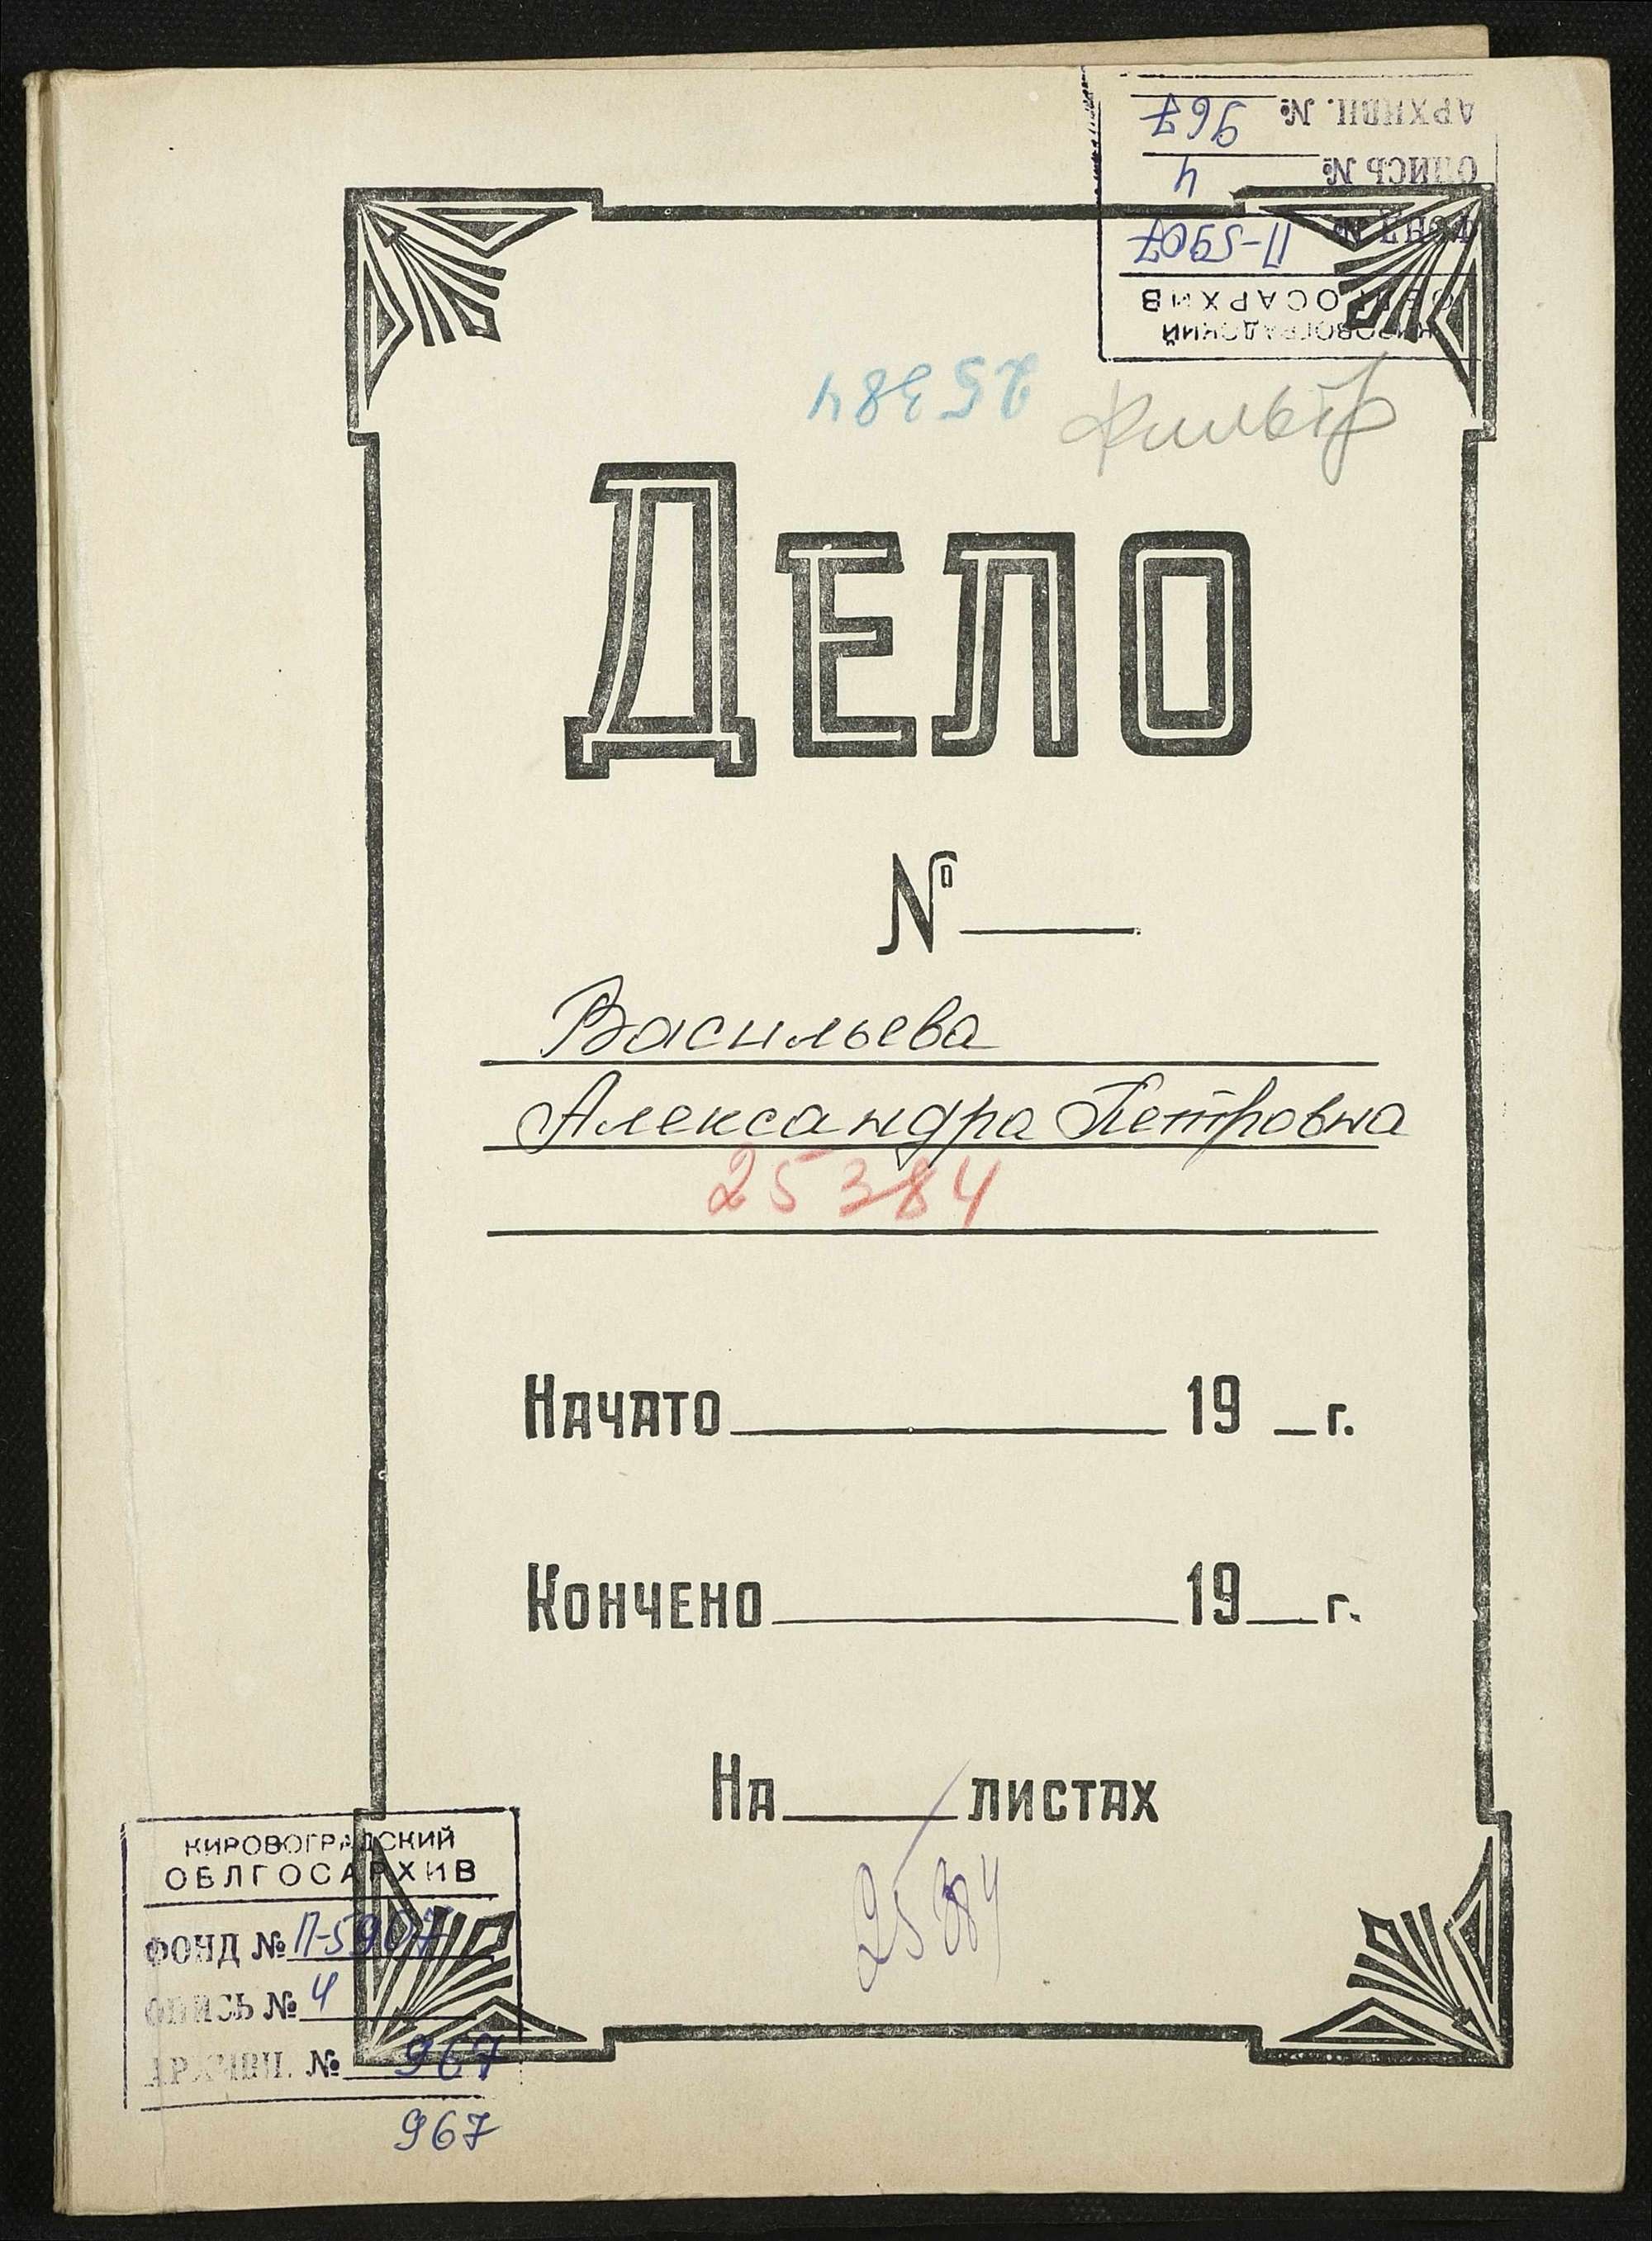 АРХИВН. № 967
ОПИСЬ № 4
ФОНД № П-5907
КИРОВОГРАДСКИЙ
ОБЛГОСАРХИВ
25384
Фильтр
ДЕЛО
№
Васильева
Александра Петровна
25384
НАЧАТО 19 г.
КОНЧЕНО 19 г.
НА ЛИСТАХ
25384
КИРОВОГРАДСКИЙ
ОБЛГОСАРХИВ
ФОНД № П-5907
ОПИСЬ № 4
АРХИВН. № 967
967